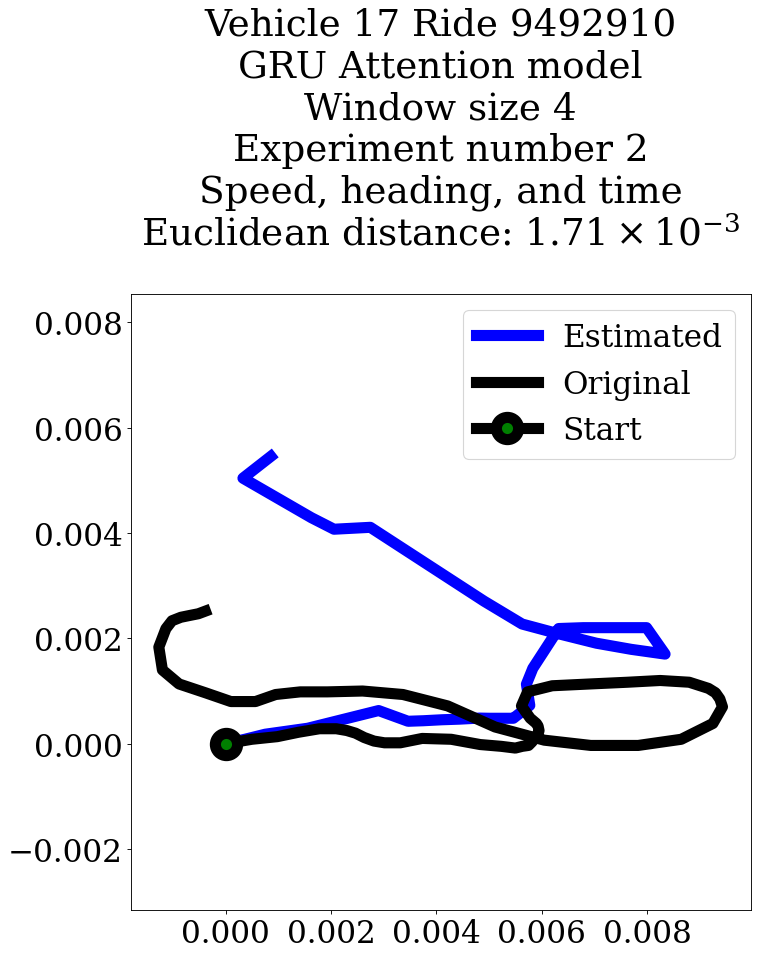 Vehicle 17 Ride 9492910
GRU Attention model
Window size 4
Experiment number 2
Speed, heading, and time
Euclidean distance: 1.71 × 10⁻³
Estimated
Original
Start
0.008
0.006
0.004
0.002
0.000
−0.002
0.000 0.002 0.004 0.006 0.008